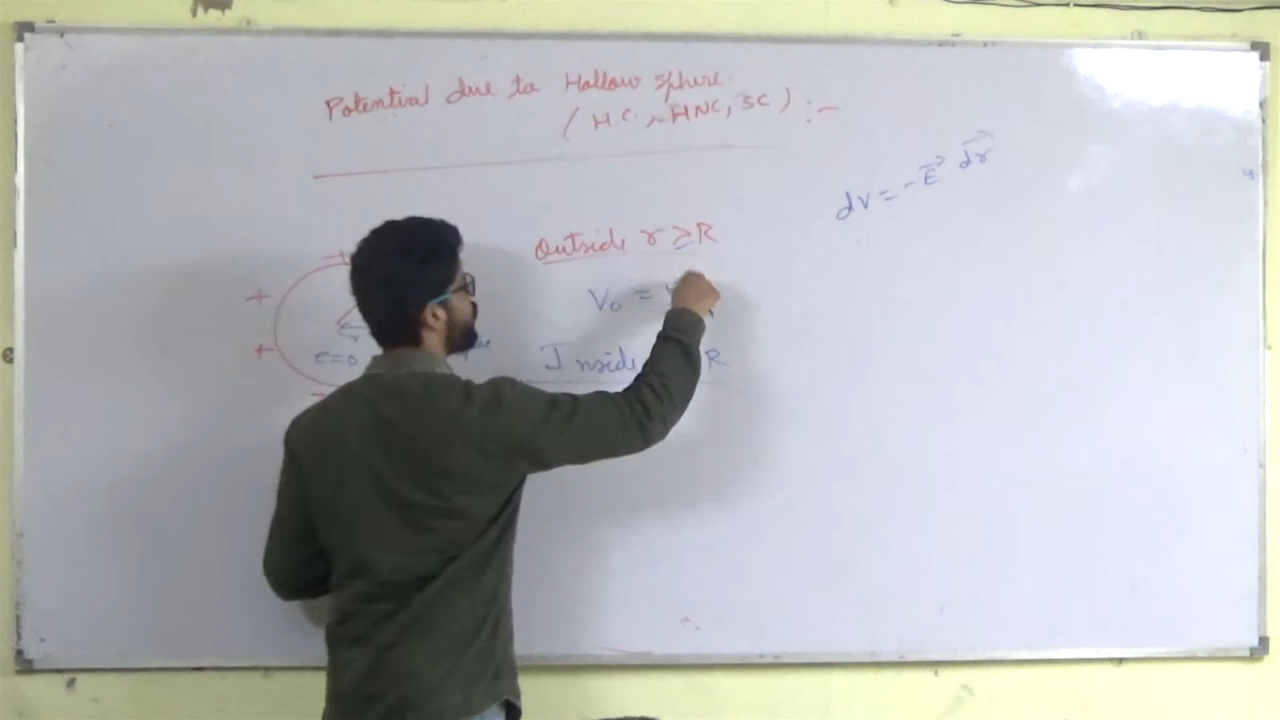 Potential due to Hollow sphere
(H.C., HNC, SC) :-
dv = - E⃗ . dr⃗
Outside r ≥ R
+
V₀ =
+
+
E=0
Inside R